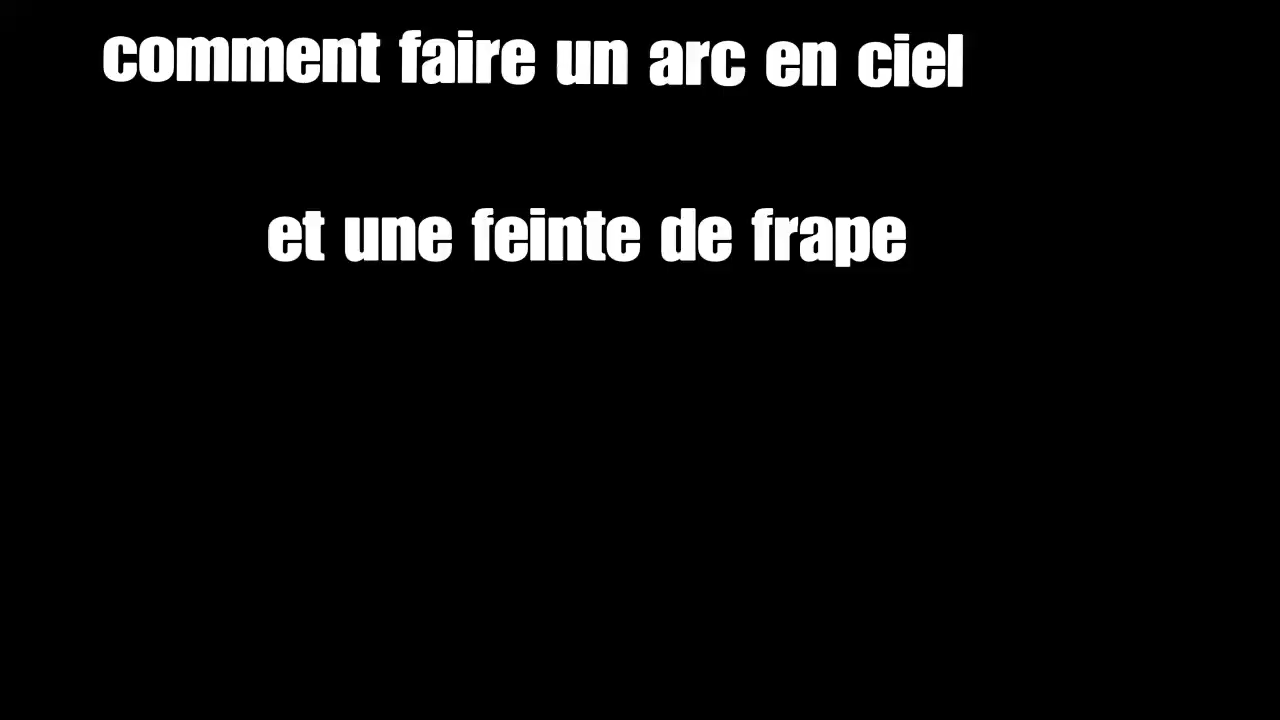 comment faire un arc en ciel
et une feinte de frape